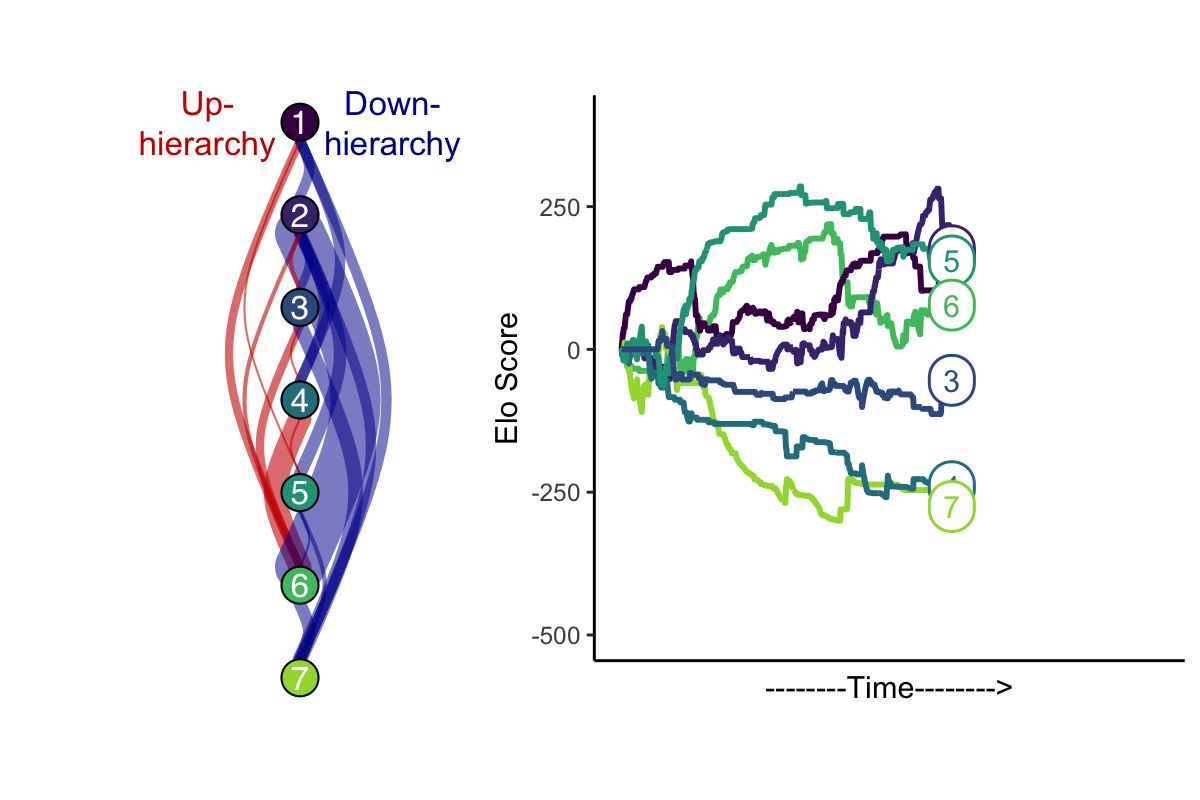 Up-
hierarchy
Down-
hierarchy
1
2
3
4
5
6
7
Elo Score
250
0
-250
-500
5
6
3
7
--------Time-------->